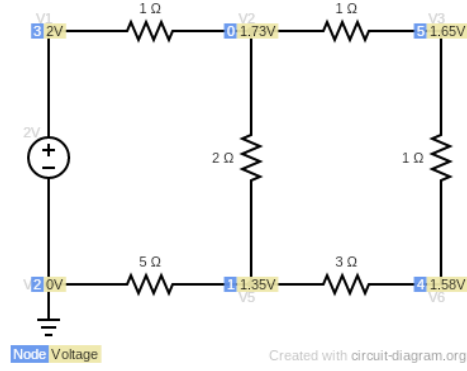 1 Ω 1 Ω
V1 V2 V3
3 2V 0 1.73V 5 1.65V
2V + − 2 Ω 1 Ω
5 Ω 3 Ω
V 2 0V 1 1.35V 4 1.58V
V5 V6
Node Voltage
Created with circuit-diagram.org